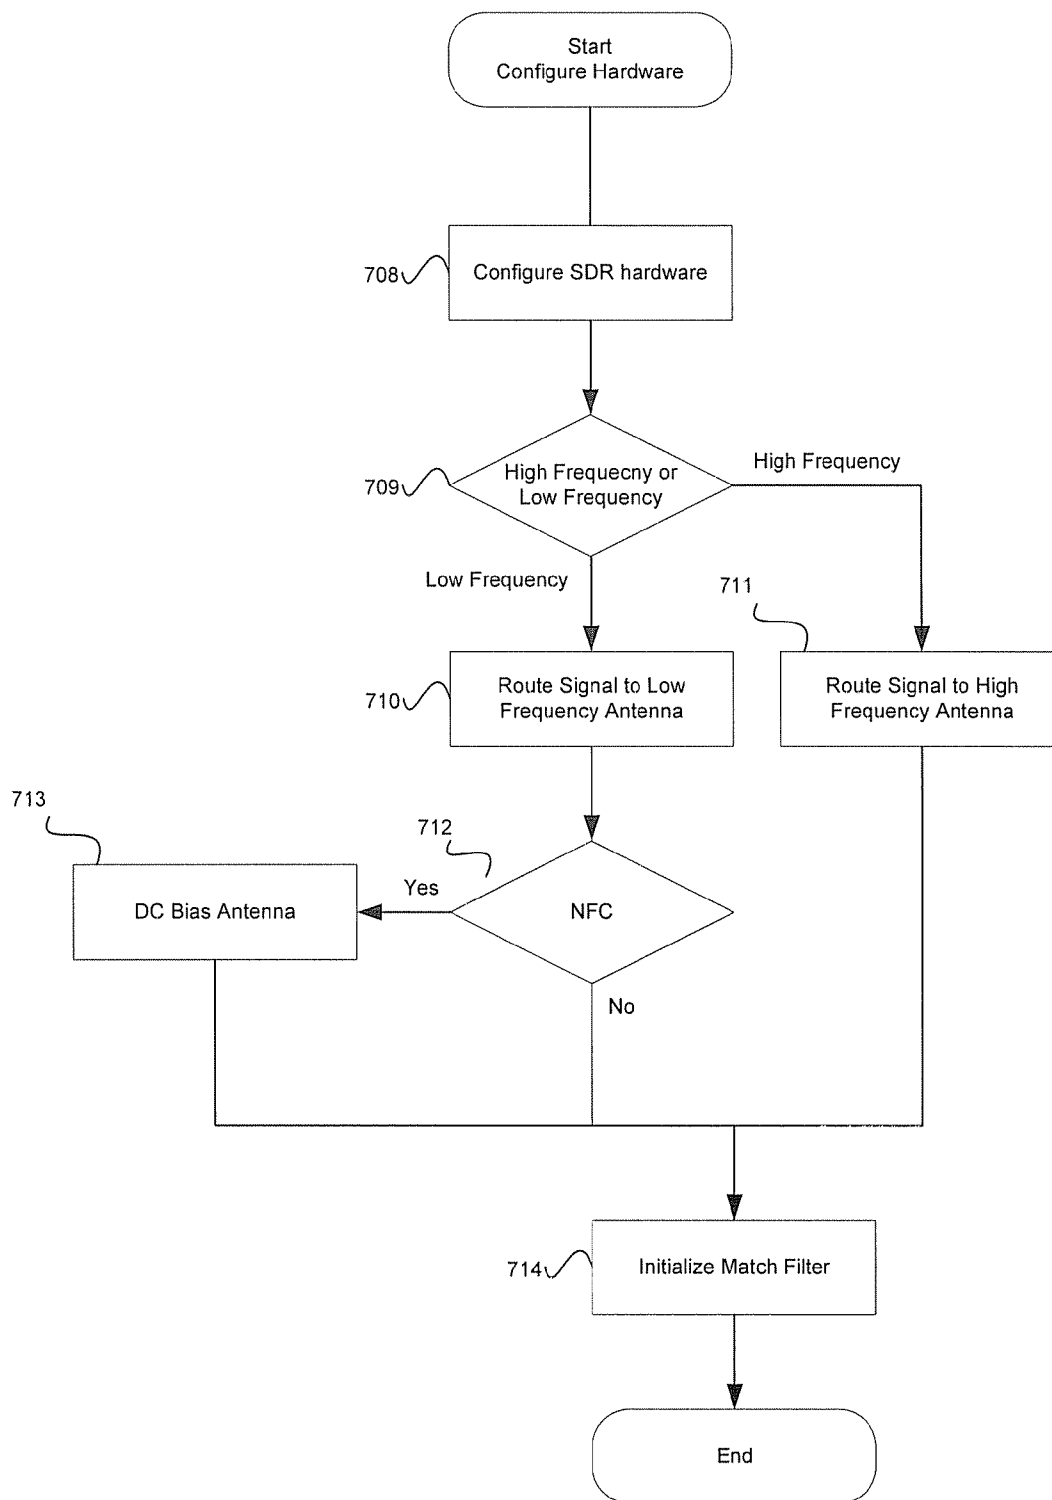 Start
Configure Hardware
708
Configure SDR hardware
709
High Frequecny or
Low Frequency
High Frequency
Low Frequency
711
710
Route Signal to Low
Frequency Antenna
Route Signal to High
Frequency Antenna
713
712
DC Bias Antenna
Yes
NFC
No
714
Initialize Match Filter
End